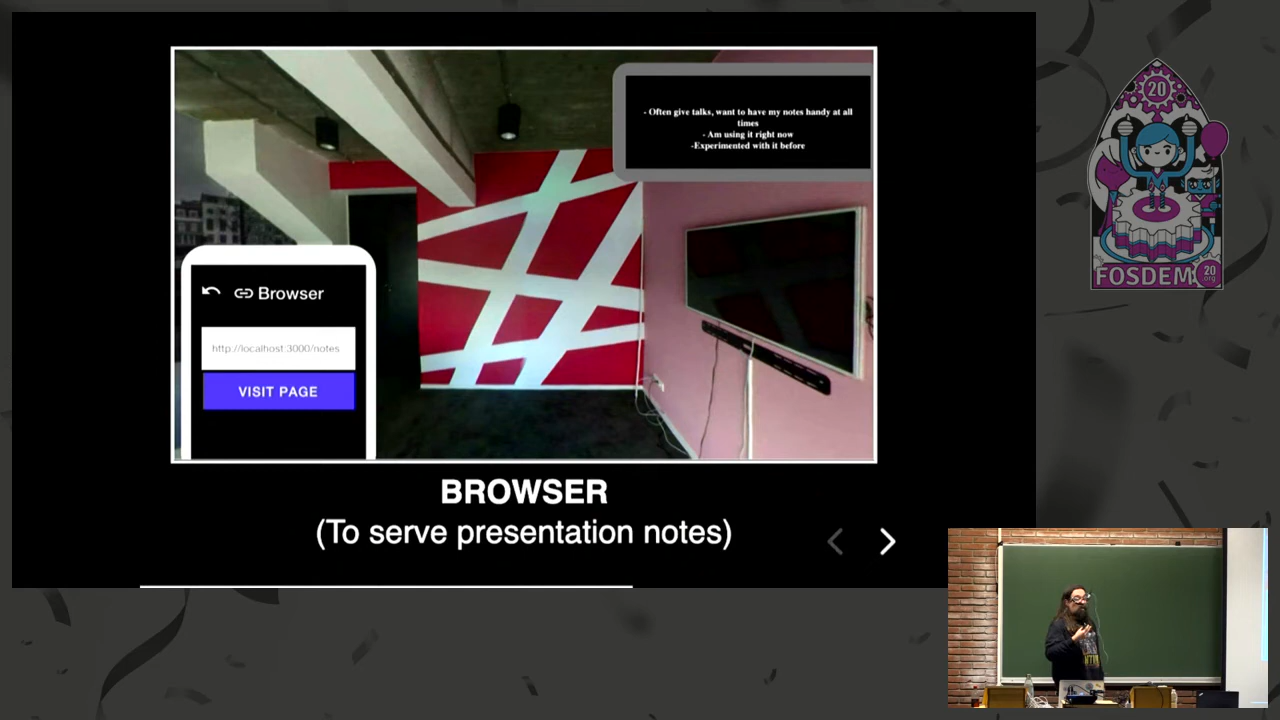 - Often give talks, want to have my notes handy at all
times
- Am using it right now
-Experimented with it before
Browser
http://localhost:3000/notes
VISIT PAGE
BROWSER
(To serve presentation notes)
20
FOSDEM
20
.org